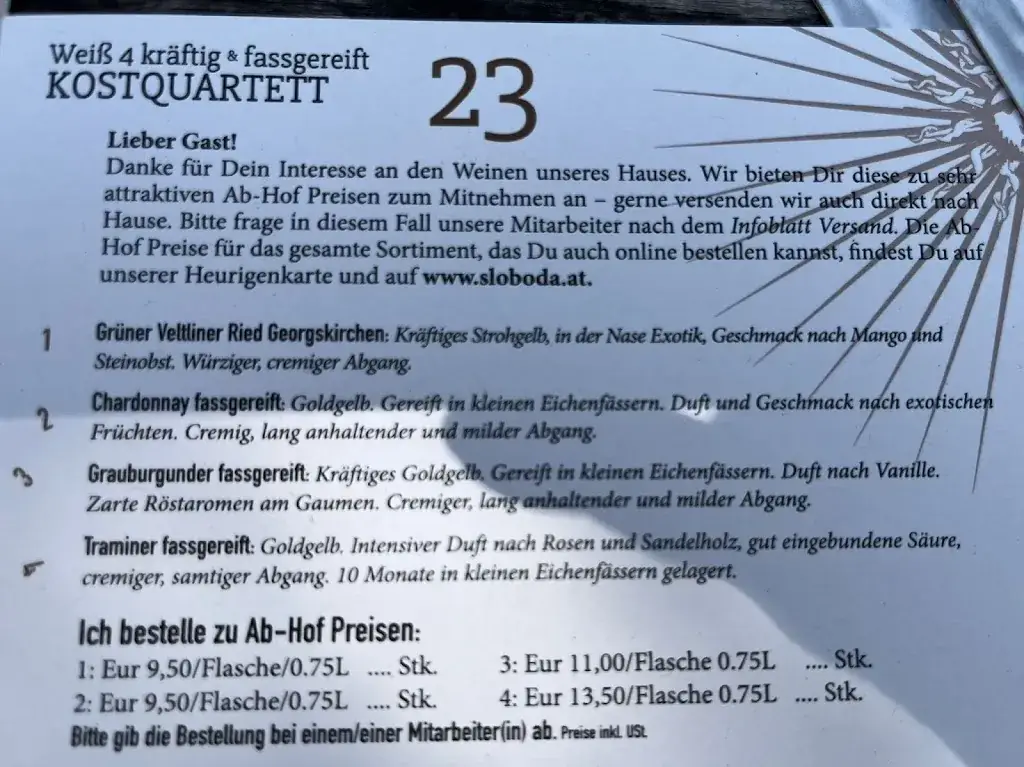 Weiß 4 kräftig & fassgereift
KOSTQUARTETT
23
Lieber Gast!
Danke für Dein Interesse an den Weinen unseres Hauses. Wir bieten Dir diese zu sehr
attraktiven Ab-Hof Preisen zum Mitnehmen an – gerne versenden wir auch direkt nach
Hause. Bitte frage in diesem Fall unsere Mitarbeiter nach dem Infoblatt Versand. Die Ab-
Hof Preise für das gesamte Sortiment, das Du auch online bestellen kannst, findest Du auf
unserer Heurigenkarte und auf www.sloboda.at.
1 Grüner Veltliner Ried Georgskirchen: Kräftiges Strohgelb, in der Nase Exotik, Geschmack nach Mango und
Steinobst. Würziger, cremiger Abgang.
2 Chardonnay fassgereift: Goldgelb. Gereift in kleinen Eichenfässern. Duft und Geschmack nach exotischen
Früchten. Cremig, lang anhaltender und milder Abgang.
3 Grauburgunder fassgereift: Kräftiges Goldgelb. Gereift in kleinen Eichenfässern. Duft nach Vanille.
Zarte Röstaromen am Gaumen. Cremiger, lang anhaltender und milder Abgang.
Traminer fassgereift: Goldgelb. Intensiver Duft nach Rosen und Sandelholz, gut eingebundene Säure,
cremiger, samtiger Abgang. 10 Monate in kleinen Eichenfässern gelagert.
Ich bestelle zu Ab-Hof Preisen:
1: Eur 9,50/Flasche/0.75L .... Stk. 3: Eur 11,00/Flasche 0.75L .... Stk.
2: Eur 9,50/Flasche/0.75L .... Stk. 4: Eur 13,50/Flasche 0.75L .... Stk.
Bitte gib die Bestellung bei einem/einer Mitarbeiter(in) ab. Preise inkl. USt.